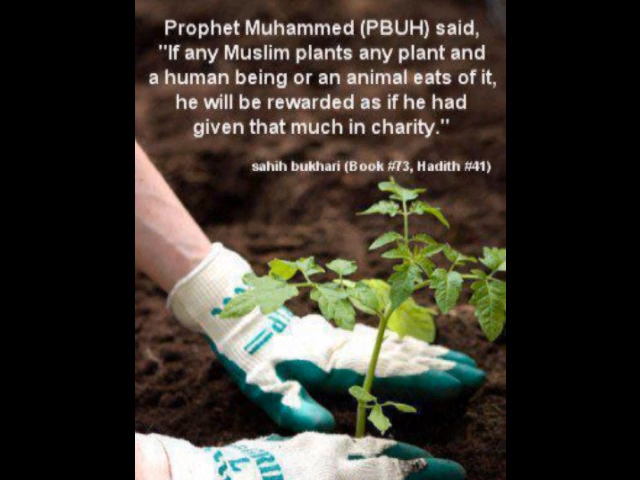 Prophet Muhammed (PBUH) said,
"If any Muslim plants any plant and
a human being or an animal eats of it,
he will be rewarded as if he had
given that much in charity."
sahih bukhari (Book #73, Hadith #41)